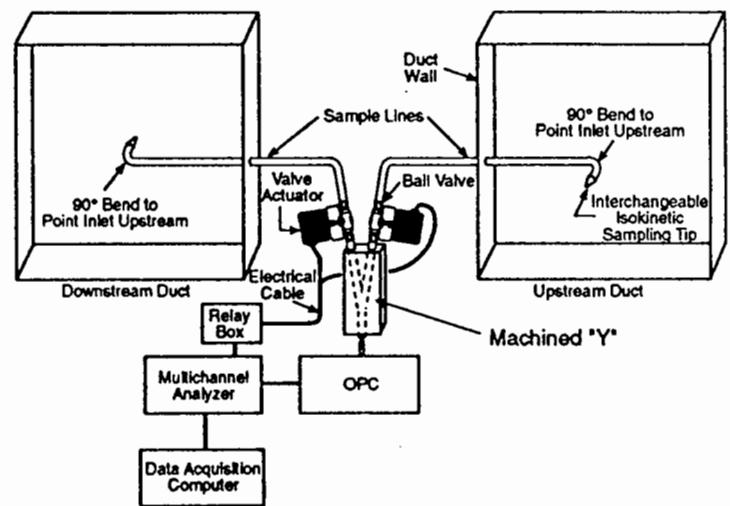 Duct
Wall
90° Bend to
Point Inlet Upstream
Sample Lines
90° Bend to
Point Inlet Upstream
Valve
Actuator
Ball Valve
Interchangeable
Isokinetic
Sampling Tip
Electrical
Cable
Downstream Duct
Upstream Duct
Relay
Box
Machined "Y"
Multichannel
Analyzer
OPC
Data Acquisition
Computer